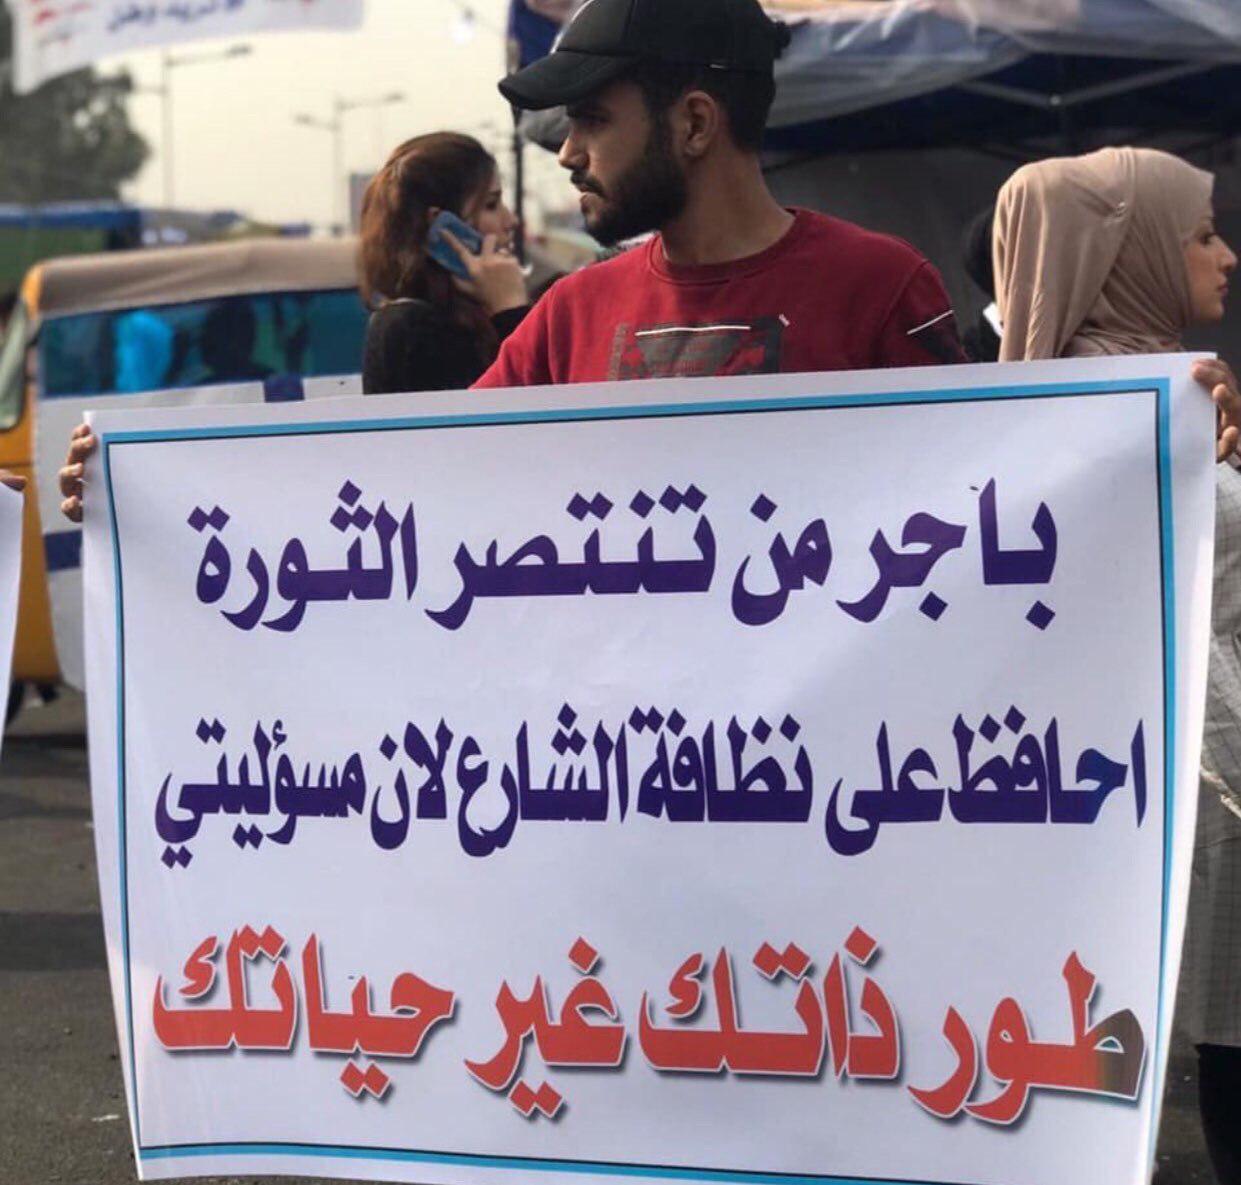 باجر من تنتصر الثورة
احافظ على نظافة الشارع لان مسؤليتي
طور ذاتك غير حياتك